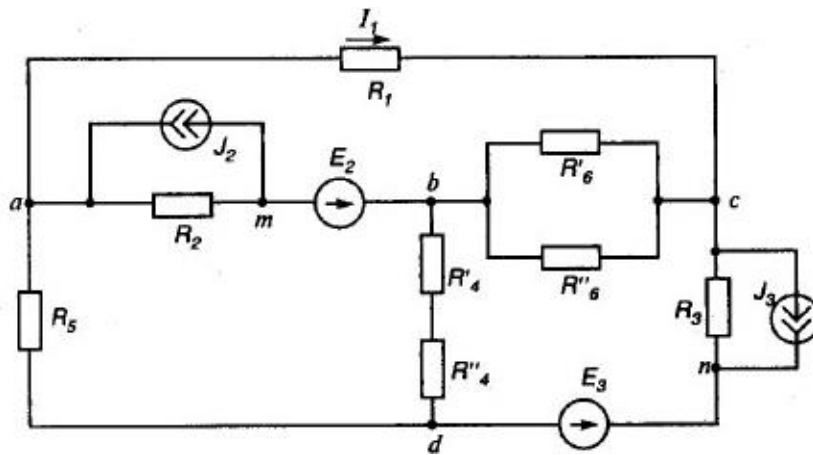 I₁
R₁
J₂
E₂
b
R'₆
a
c
R₂
m
R'₄
R''₆
J₃
R₅
R₃
R''₄
E₃
n
d